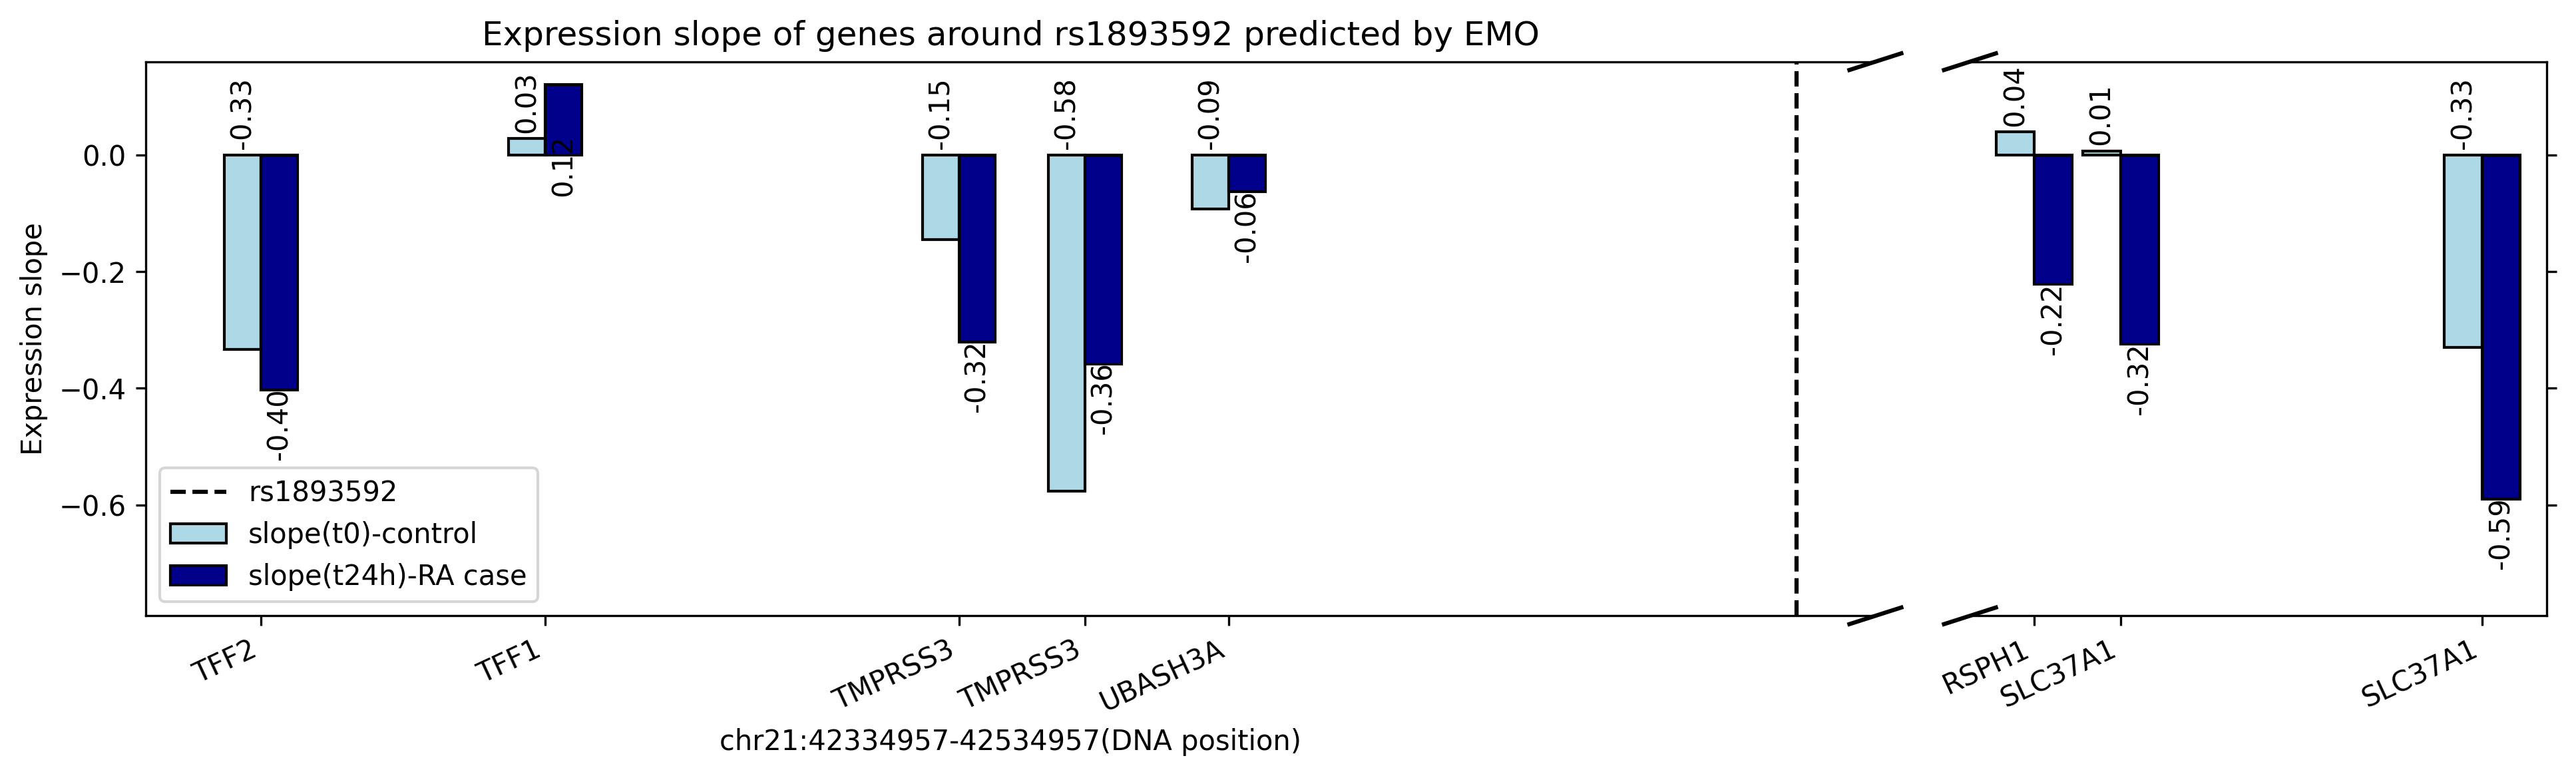 Expression slope of genes around rs1893592 predicted by EMO
Expression slope
0.0
−0.2
−0.4
−0.6
-0.33
-0.40
0.03
0.12
-0.15
-0.32
-0.58
-0.36
-0.09
-0.06
0.04
-0.22
0.01
-0.32
-0.33
-0.59
rs1893592
slope(t0)-control
slope(t24h)-RA case
TFF2
TFF1
TMPRSS3
TMPRSS3
UBASH3A
RSPH1
SLC37A1
SLC37A1
chr21:42334957-42534957(DNA position)